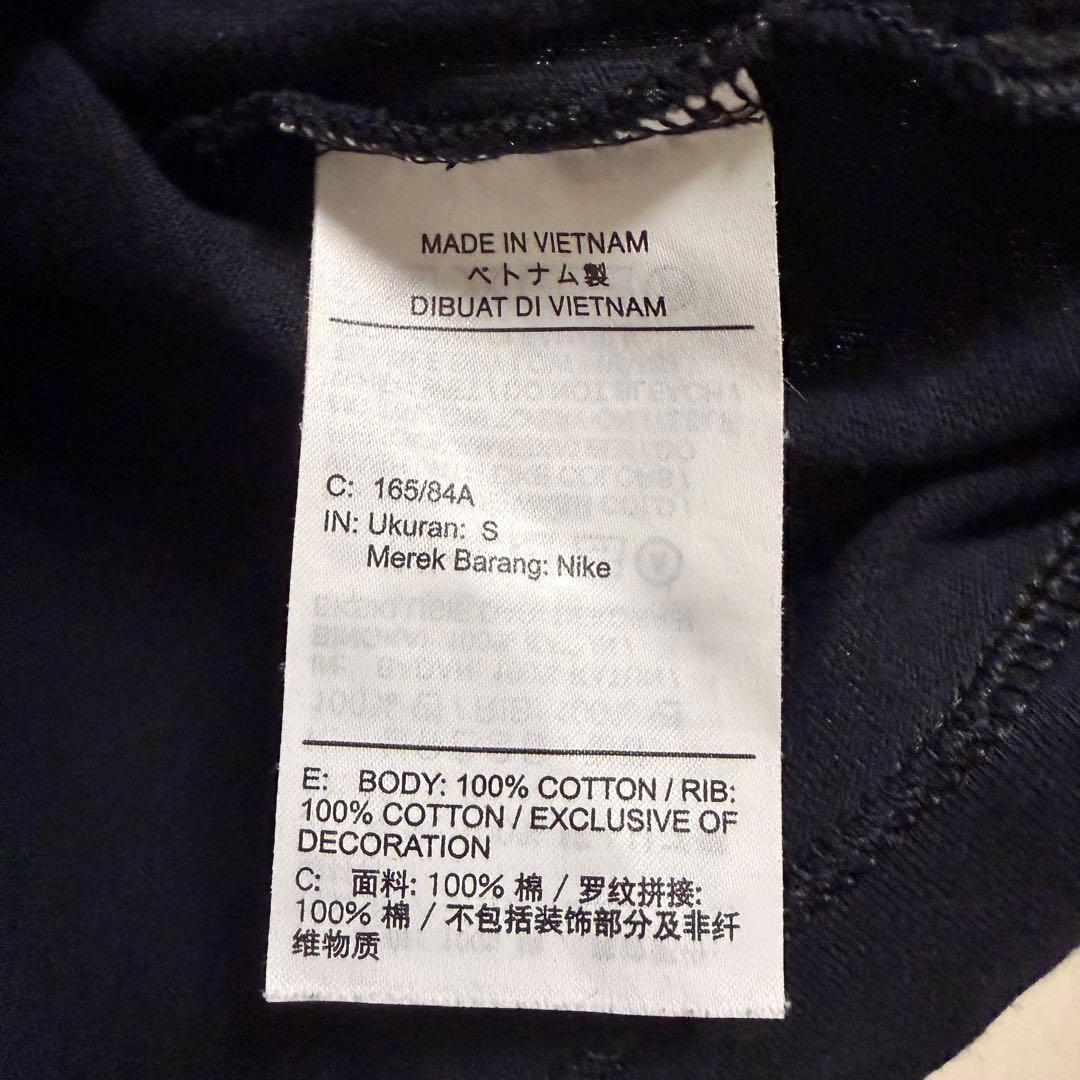 MADE IN VIETNAM
ベトナム製
DIBUAT DI VIETNAM
C: 165/84A
IN: Ukuran: S
Merek Barang: Nike
E: BODY: 100% COTTON / RIB:
100% COTTON / EXCLUSIVE OF
DECORATION
C: 面料: 100% 棉 / 罗纹拼接:
100% 棉 / 不包括装饰部分及非纤
维物质